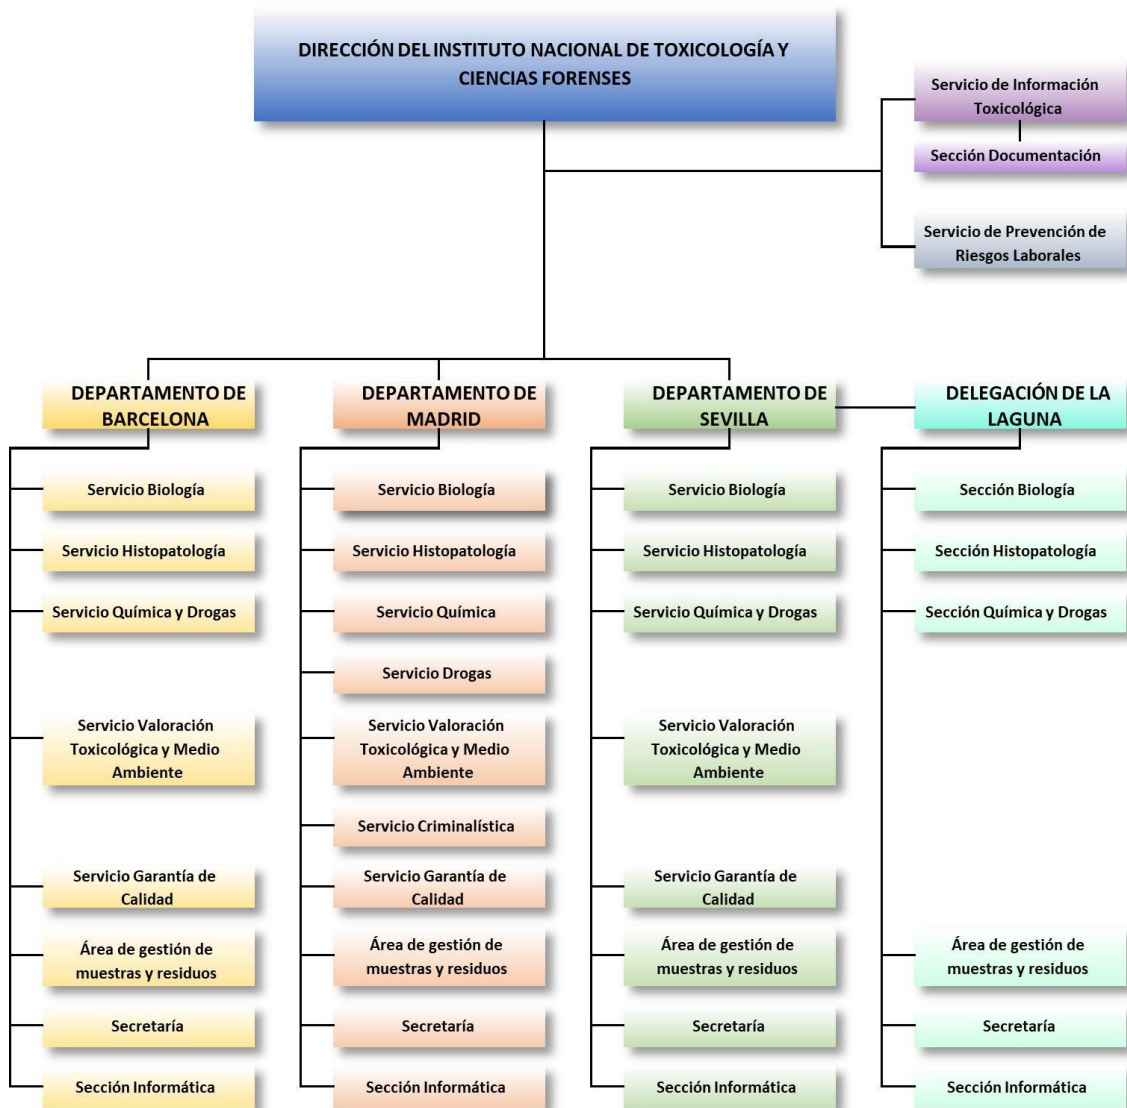 DIRECCIÓN DEL INSTITUTO NACIONAL DE TOXICOLOGÍA Y
CIENCIAS FORENSES
Servicio de Información
Toxicológica
Sección Documentación
Servicio de Prevención de
Riesgos Laborales
DEPARTAMENTO DE
BARCELONA
Servicio Biología
Servicio Histopatología
Servicio Química y Drogas
Servicio Valoración
Toxicológica y Medio
Ambiente
Servicio Garantía de
Calidad
Área de gestión de
muestras y residuos
Secretaría
Sección Informática
DEPARTAMENTO DE
MADRID
Servicio Biología
Servicio Histopatología
Servicio Química
Servicio Drogas
Servicio Valoración
Toxicológica y Medio
Ambiente
Servicio Criminalística
Servicio Garantía de
Calidad
Área de gestión de
muestras y residuos
Secretaría
Sección Informática
DEPARTAMENTO DE
SEVILLA
Servicio Biología
Servicio Histopatología
Servicio Química y Drogas
Servicio Valoración
Toxicológica y Medio
Ambiente
Servicio Garantía de
Calidad
Área de gestión de
muestras y residuos
Secretaría
Sección Informática
DELEGACIÓN DE LA
LAGUNA
Sección Biología
Sección Histopatología
Sección Química y Drogas
Área de gestión de
muestras y residuos
Secretaría
Sección Informática